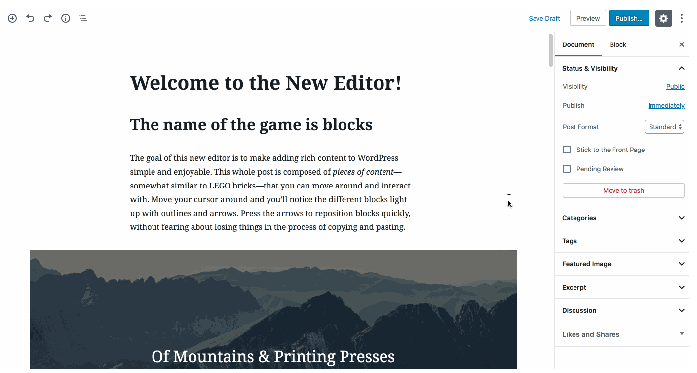 Save Draft Preview Publish...
Document Block
Status & Visibility
Visibility Public
Publish Immediately
Post Format Standard
Stick to the Front Page
Pending Review
Move to trash
Categories
Tags
Featured Image
Excerpt
Discussion
Likes and Shares
Welcome to the New Editor!
The name of the game is blocks
The goal of this new editor is to make adding rich content to WordPress
simple and enjoyable. This whole post is composed of pieces of content—
somewhat similar to LEGO bricks—that you can move around and interact
with. Move your cursor around and you'll notice the different blocks light
up with outlines and arrows. Press the arrows to reposition blocks quickly,
without fearing about losing things in the process of copying and pasting.
Of Mountains & Printing Presses